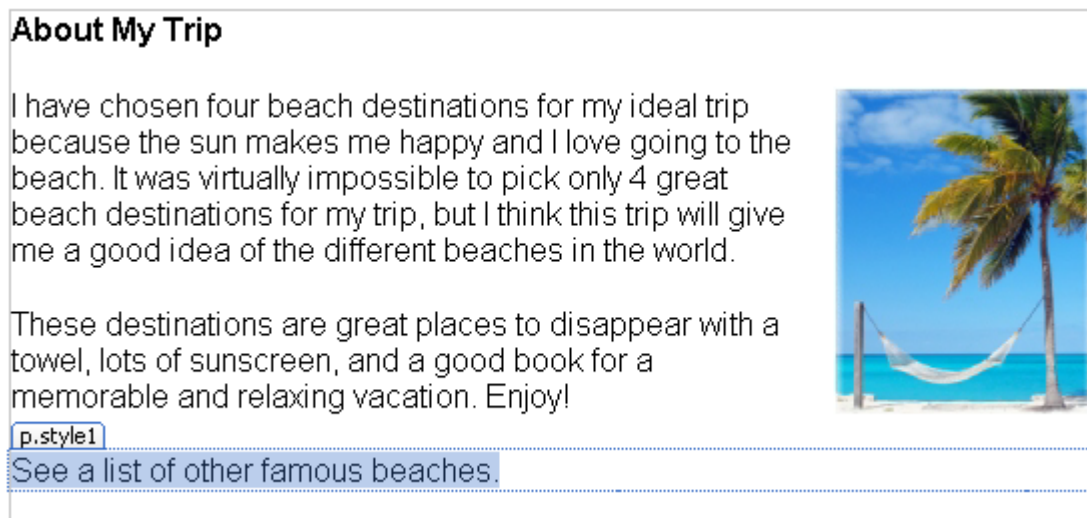 About My Trip
I have chosen four beach destinations for my ideal trip
because the sun makes me happy and I love going to the
beach. It was virtually impossible to pick only 4 great
beach destinations for my trip, but I think this trip will give
me a good idea of the different beaches in the world.
These destinations are great places to disappear with a
towel, lots of sunscreen, and a good book for a
memorable and relaxing vacation. Enjoy!
p.style1
See a list of other famous beaches.